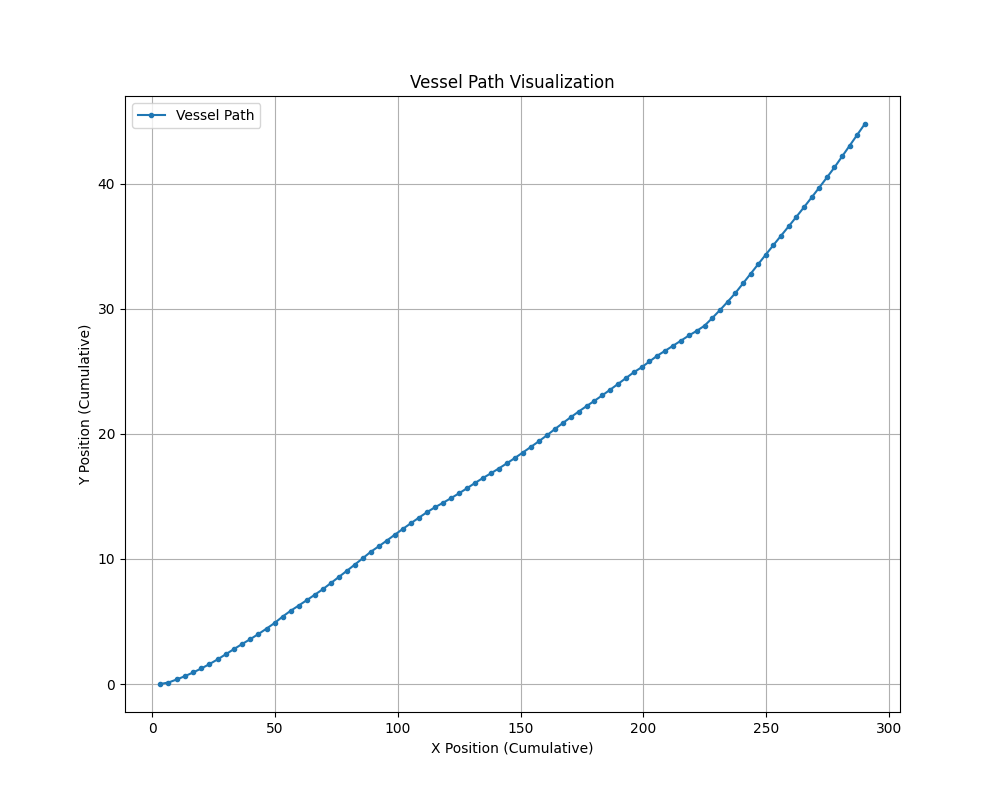 Vessel Path Visualization
Vessel Path
Y Position (Cumulative)
40
30
20
10
0
0 50 100 150 200 250 300
X Position (Cumulative)